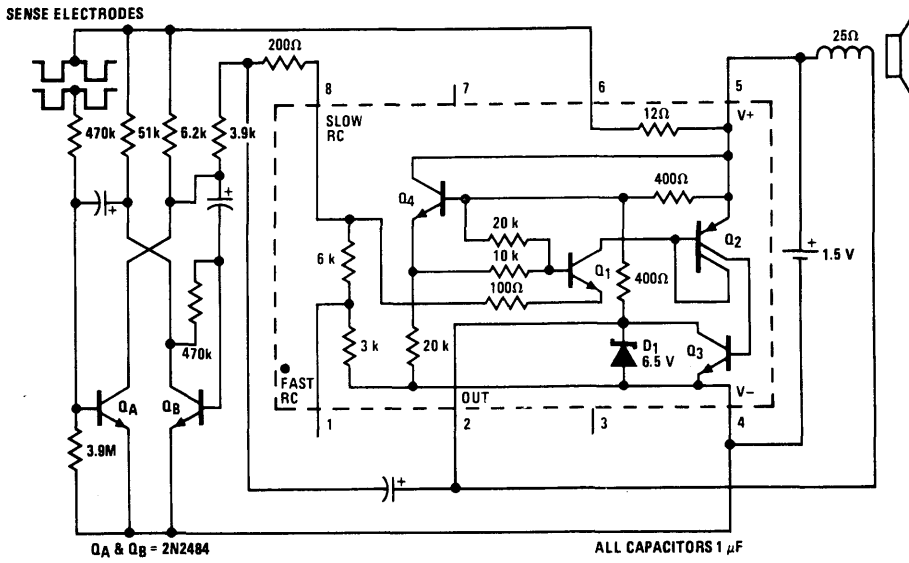 SENSE ELECTRODES
200Ω
25Ω
8
7
6
5
SLOW
RC
V+
12Ω
470k
51k
6.2k
3.9k
+
+
Q4
400Ω
Q2
20 k
+
1.5 V
6 k
10 k
Q1
400Ω
100Ω
470k
3 k
20 k
D1
6.5 V
Q3
FAST
RC
OUT
V−
QA
QB
1
2
3
4
3.9M
+
QA & QB = 2N2484
ALL CAPACITORS 1 μF